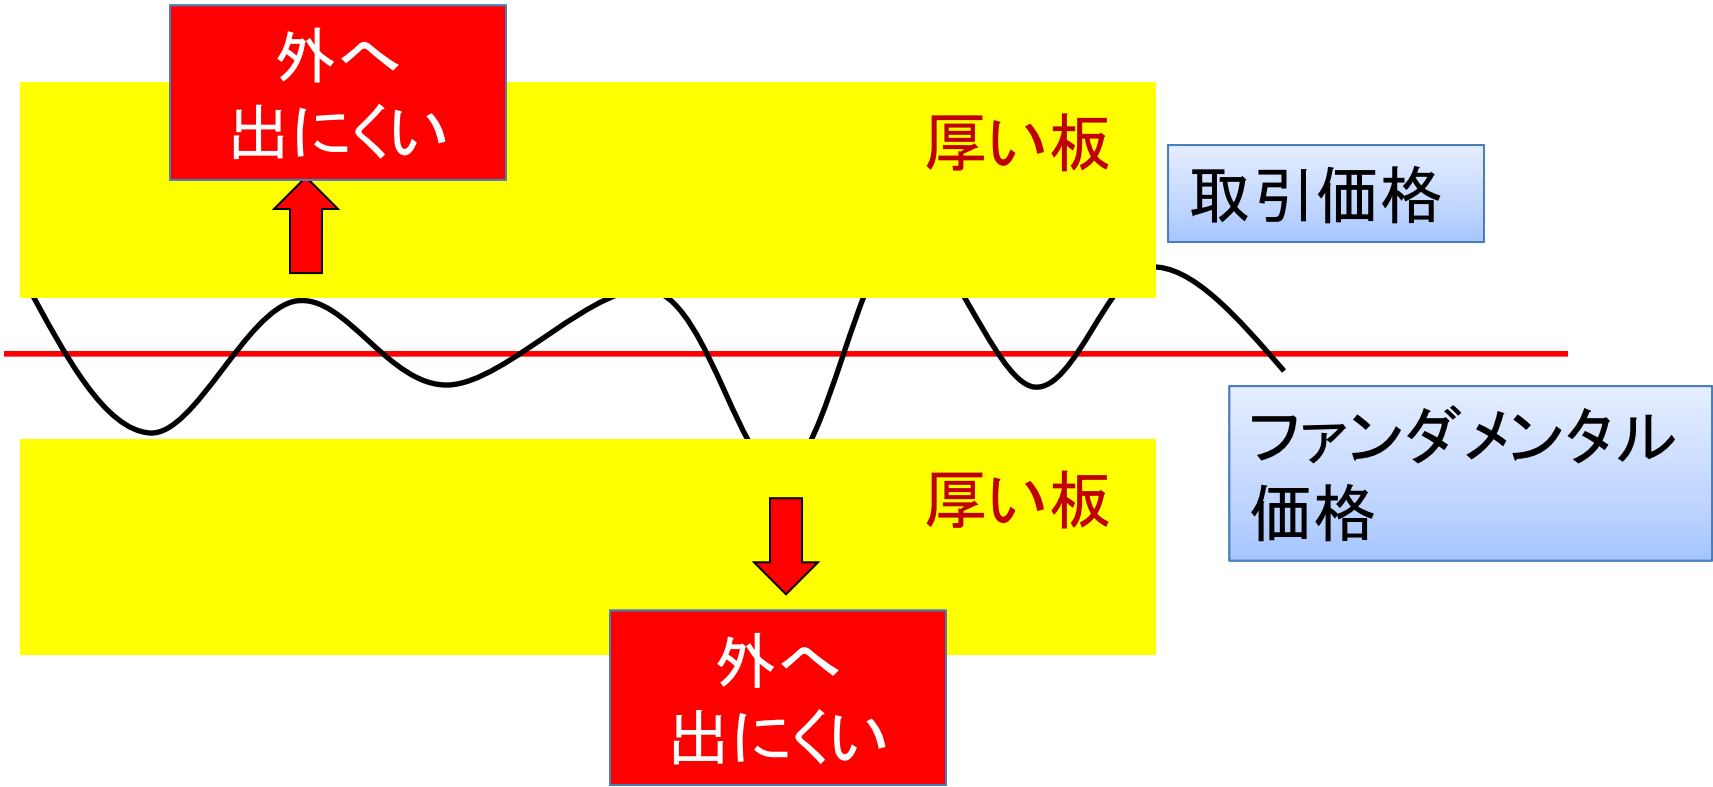 外へ
出にくい
厚い板
取引価格
ファンダメンタル
価格
厚い板
外へ
出にくい